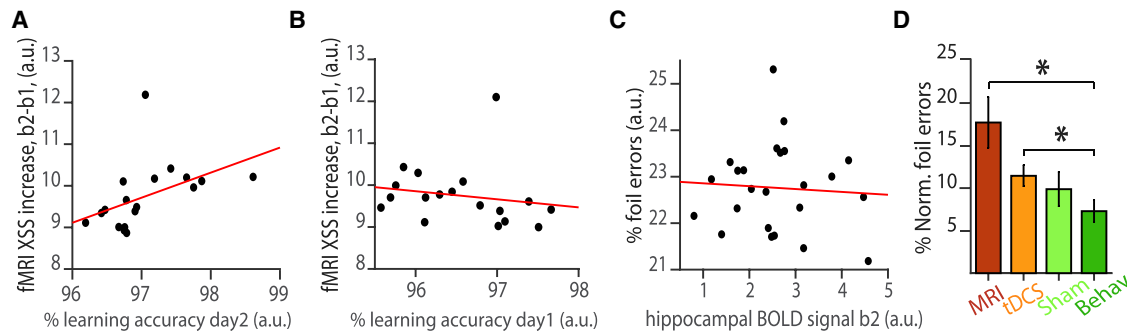 A
fMRI XSS increase, b2-b1, (a.u.)
13
12
11
10
9
8
96
97
98
99
% learning accuracy day2 (a.u.)
B
fMRI XSS increase, b2-b1, (a.u.)
13
12
11
10
9
8
96
97
98
% learning accuracy day1 (a.u.)
C
% foil errors (a.u.)
25
24
23
22
21
1
2
3
4
5
hippocampal BOLD signal b2 (a.u.)
D
% Norm. foil errors
25
20
15
10
5
*
*
MRI
tDCS
Sham
Behav